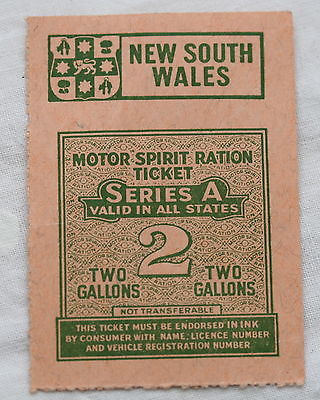 NEW SOUTH
WALES
MOTOR SPIRIT RATION
TICKET
SERIES A
VALID IN ALL STATES
2
TWO GALLONS
TWO GALLONS
NOT TRANSFERABLE
THIS TICKET MUST BE ENDORSED IN INK
BY CONSUMER WITH NAME, LICENCE NUMBER
AND VEHICLE REGISTRATION NUMBER